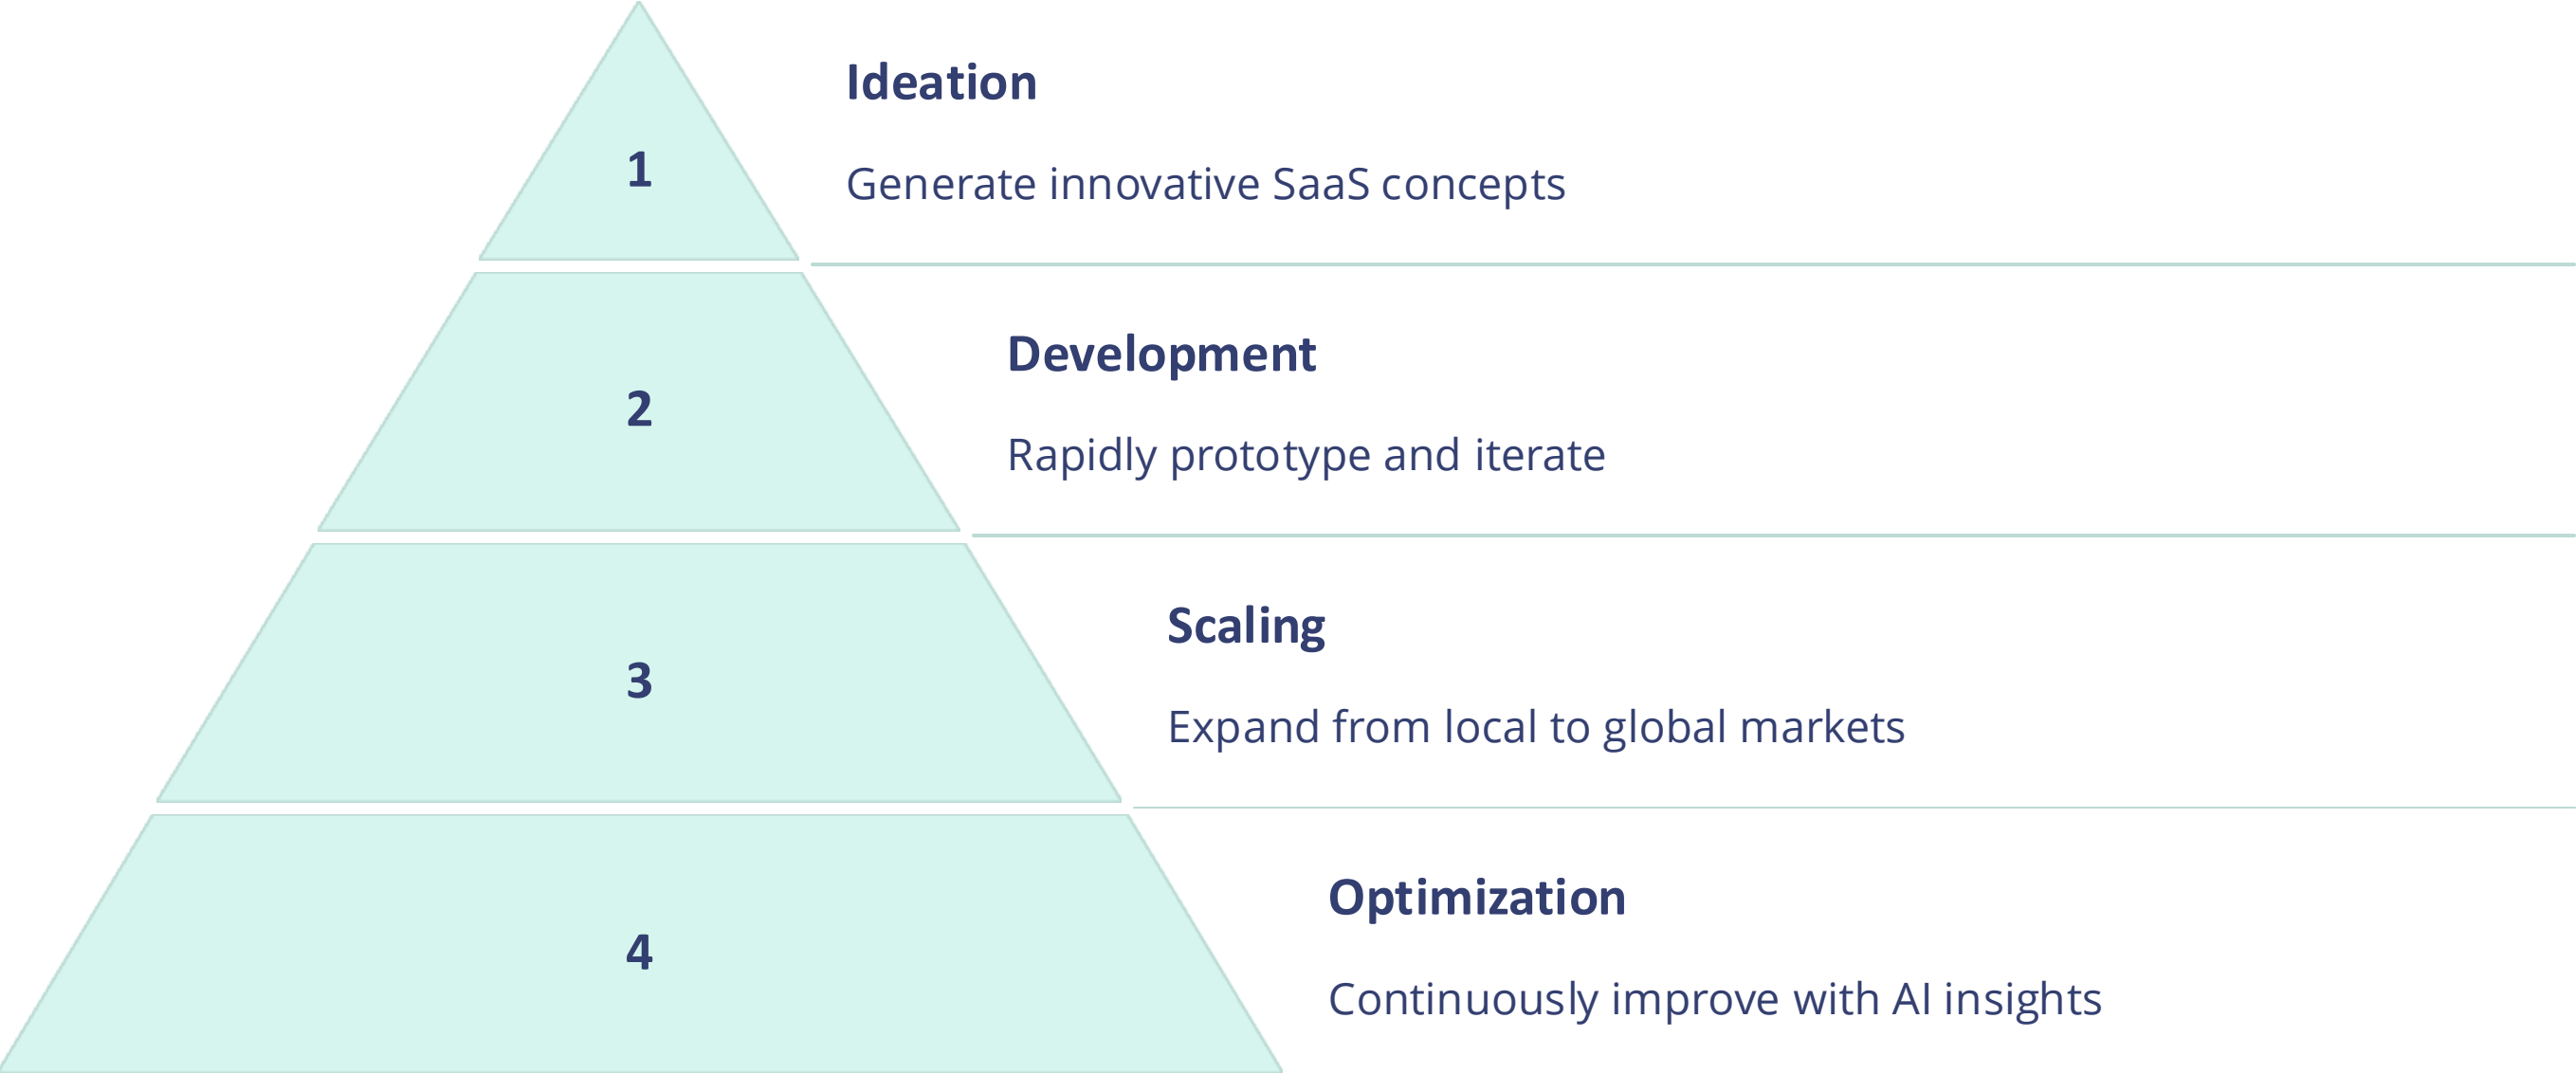 1
Ideation
Generate innovative SaaS concepts
2
Development
Rapidly prototype and iterate
3
Scaling
Expand from local to global markets
4
Optimization
Continuously improve with AI insights